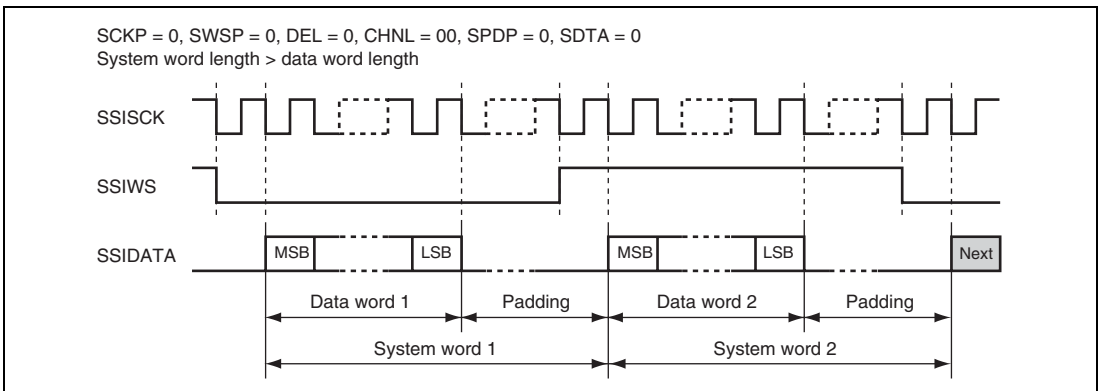 SCKP = 0, SWSP = 0, DEL = 0, CHNL = 00, SPDP = 0, SDTA = 0
System word length > data word length
SSISCK
SSIWS
SSIDATA MSB LSB MSB LSB Next
Data word 1 Padding Data word 2 Padding
System word 1 System word 2